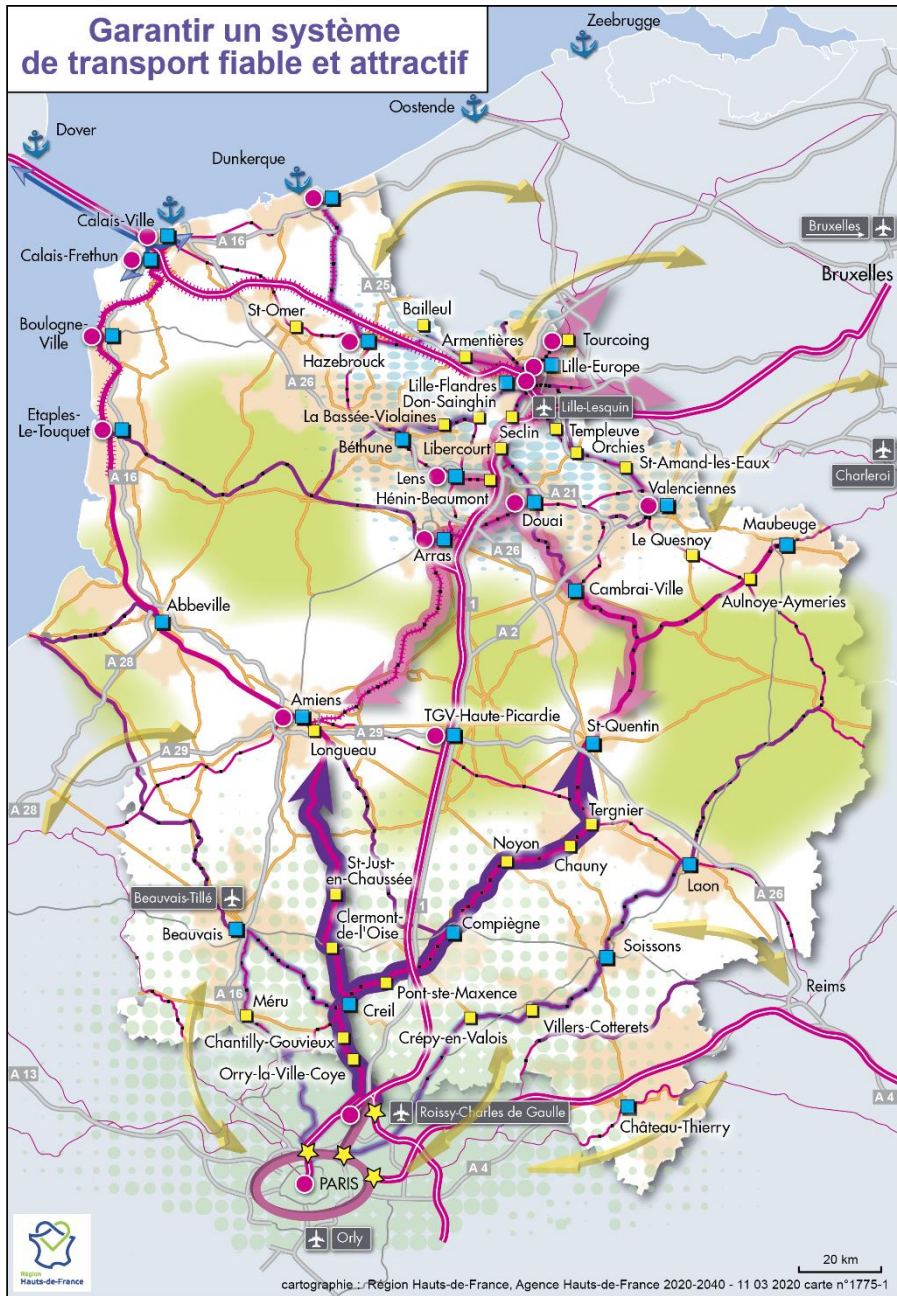 Garantir un système
de transport fiable et attractif
Zeebrugge
Oostende
Dover
Dunkerque
Calais-Ville
A 16
Calais-Frethun
Bruxelles
Bruxelles
A 25
St-Omer
Bailleul
Boulogne-
Ville
Armentières
Tourcoing
Hazebrouck
Lille-Europe
A 26
Lille-Flandres
Don-Sainghin
Lille-Lesquin
La Bassée-Violaines
Seclin
Etaples-
Le-Touquet
Templeuve
Béthune
Libercourt
Orchies
St-Amand-les-Eaux
Charleroi
A 16
Lens
Hénin-Beaumont
A 21
Valenciennes
Douai
Maubeuge
Arras
A 26
Le Quesnoy
Cambrai-Ville
Aulnoye-Aymeries
1
Abbeville
A 2
A 28
Amiens
TGV-Haute-Picardie
St-Quentin
A 29
A 29
Longueau
A 28
Tergnier
Noyon
Chauny
St-Just-
en-Chaussée
Laon
Beauvais-Tillé
A 26
1
Clermont-
de-l'Oise
Compiègne
Beauvais
Soissons
A 16
Pont-ste-Maxence
Reims
Méru
Creil
Villers-Cotterets
Chantilly-Gouvieux
Crépy-en-Valois
Orry-la-Ville-Coye
A 13
A 4
Roissy-Charles de Gaulle
Château-Thierry
A 4
PARIS
Orly
Région
Hauts-de-France
20 km
cartographie : Région Hauts-de-France, Agence Hauts-de-France 2020-2040 - 11 03 2020 carte n°1775-1